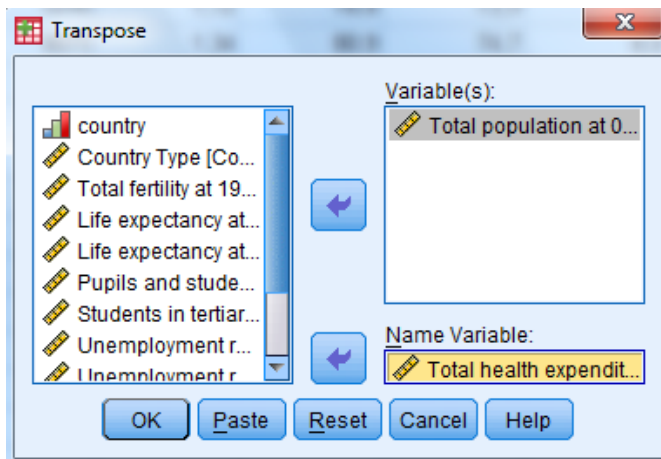 Transpose
Variable(s):
country
Country Type [Co...
Total fertility at 19...
Life expectancy at...
Life expectancy at...
Pupils and stude...
Students in tertiar...
Unemployment r...
Unemployment r
Total population at 0...
Name Variable:
Total health expendit...
OK
Paste
Reset
Cancel
Help